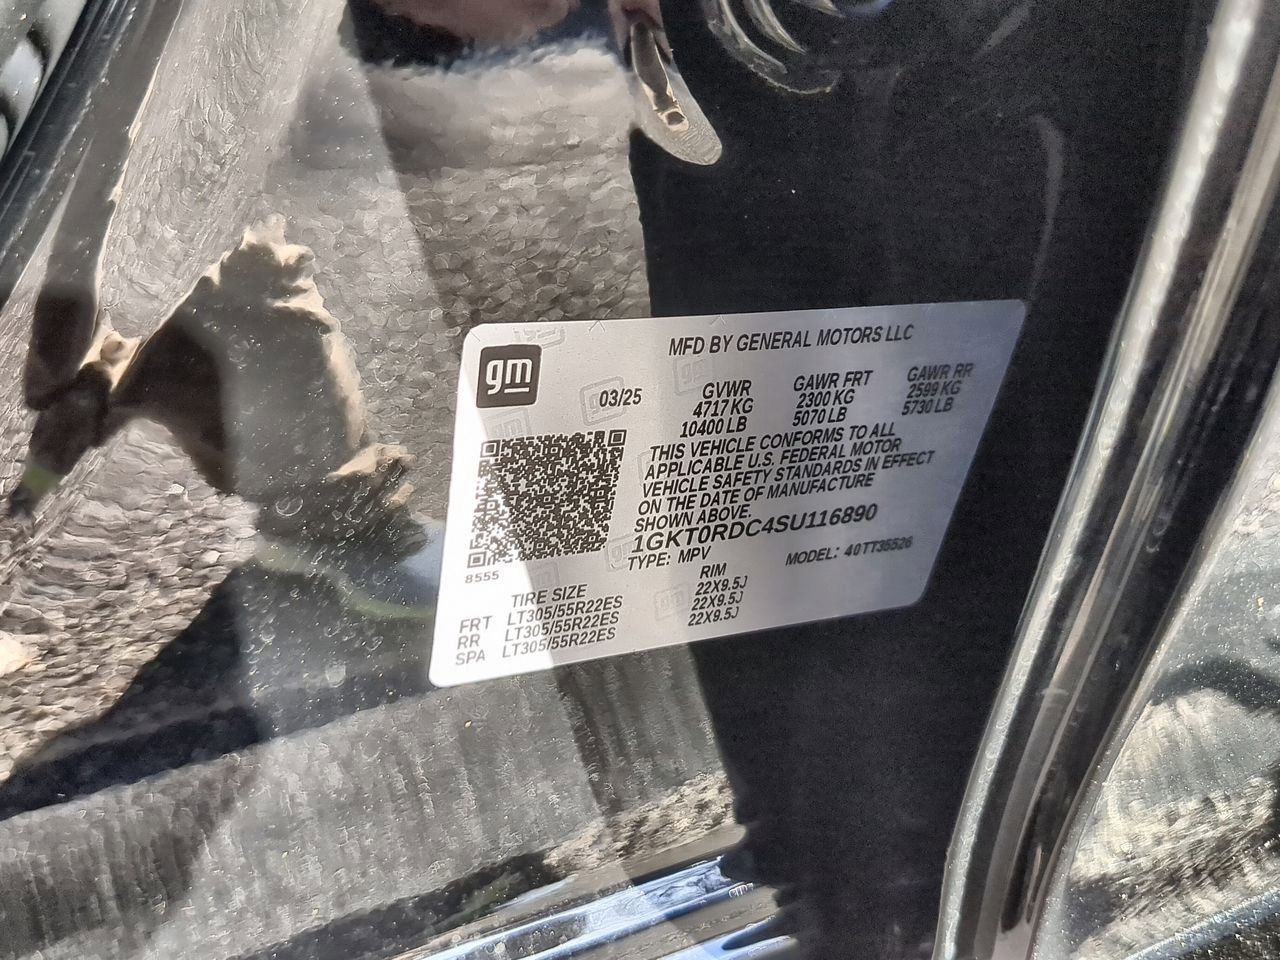 MFD BY GENERAL MOTORS LLC
gm
03/25
GVWR GAWR FRT GAWR RR
4717 KG 2300 KG 2599 KG
10400 LB 5070 LB 5730 LB
THIS VEHICLE CONFORMS TO ALL
APPLICABLE U.S. FEDERAL MOTOR
VEHICLE SAFETY STANDARDS IN EFFECT
ON THE DATE OF MANUFACTURE
SHOWN ABOVE.
1GKT0RDC4SU116890
TYPE: MPV MODEL: 40TT35526
8555
TIRE SIZE RIM
FRT LT305/55R22ES 22X9.5J
RR LT305/55R22ES 22X9.5J
SPA LT305/55R22ES 22X9.5J